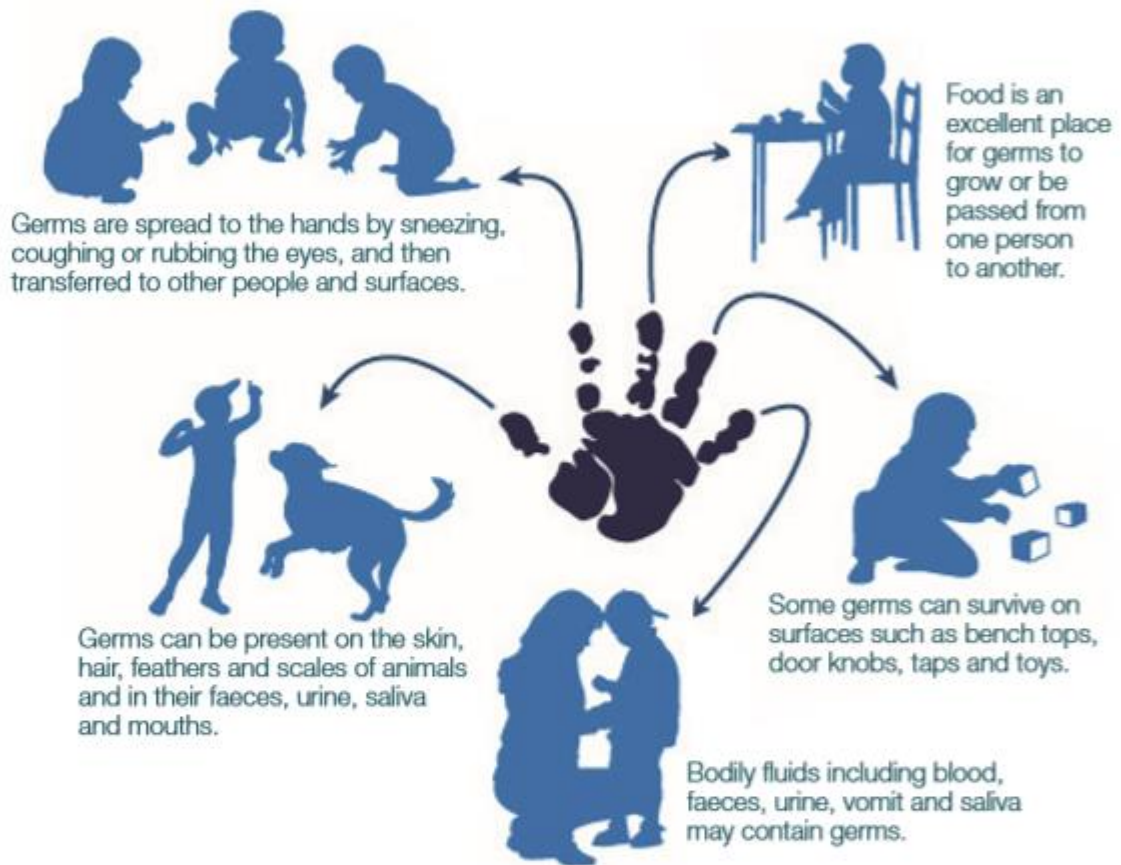 Germs are spread to the hands by sneezing,
coughing or rubbing the eyes, and then
transferred to other people and surfaces.
Food is an
excellent place
for germs to
grow or be
passed from
one person
to another.
Germs can be present on the skin,
hair, feathers and scales of animals
and in their faeces, urine, saliva
and mouths.
Some germs can survive on
surfaces such as bench tops,
door knobs, taps and toys.
Bodily fluids including blood,
faeces, urine, vomit and saliva
may contain germs.